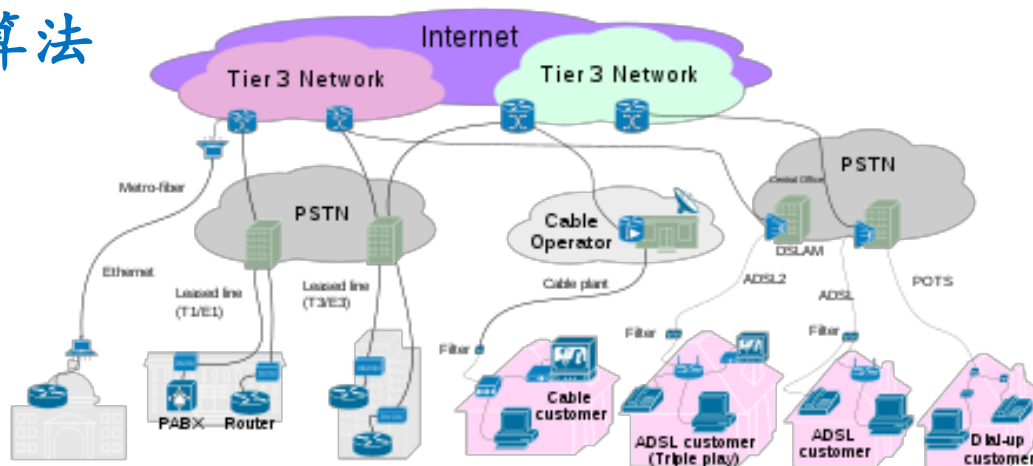 算法
Internet
Tier 3 Network
Tier 3 Network
PSTN
Central Office
Metro-fiber
PSTN
Cable
Operator
DSLAM
Ethernet
Leased line
(T1/E1)
Leased line
(T3/E3)
Cable plant
ADSL2
ADSL
POTS
Filter
Filter
Filter
PABX
Router
Cable
customer
ADSL customer
(Triple play)
ADSL
customer
Dial-up
customer